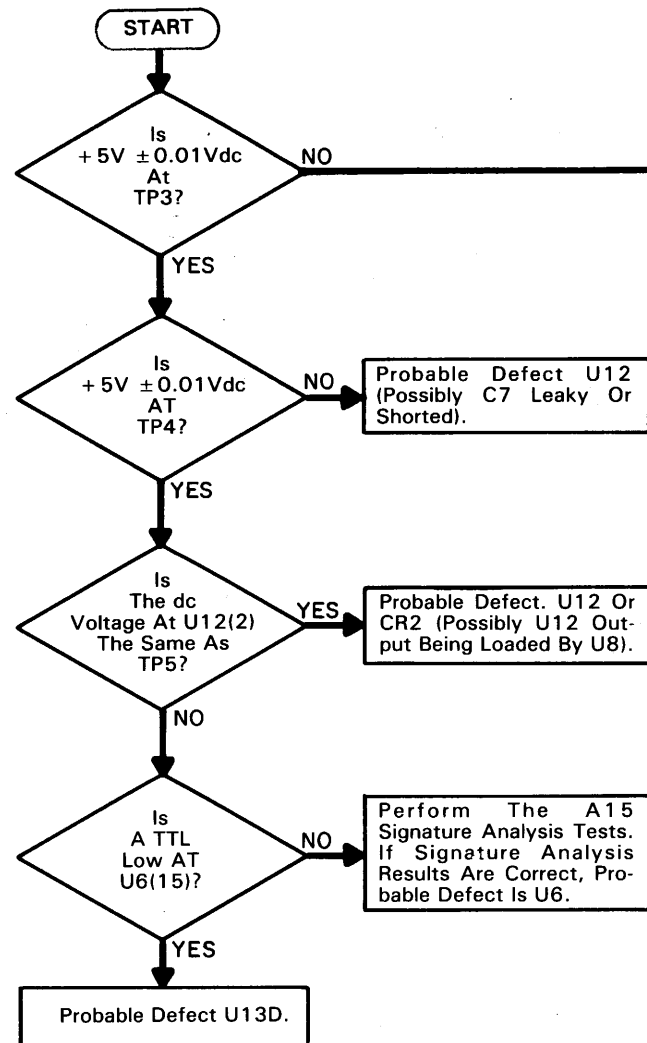 START
Is
+5V ±0.01Vdc
At
TP3?
NO
YES
Is
+5V ±0.01Vdc
AT
TP4?
NO
Probable Defect U12
(Possibly C7 Leaky Or
Shorted).
YES
Is
The dc
Voltage At U12(2)
The Same As
TP5?
YES
Probable Defect. U12 Or
CR2 (Possibly U12 Out-
put Being Loaded By U8).
NO
Is
A TTL
Low AT
U6(15)?
NO
Perform The A15
Signature Analysis Tests.
If Signature Analysis
Results Are Correct, Pro-
bable Defect Is U6.
YES
Probable Defect U13D.